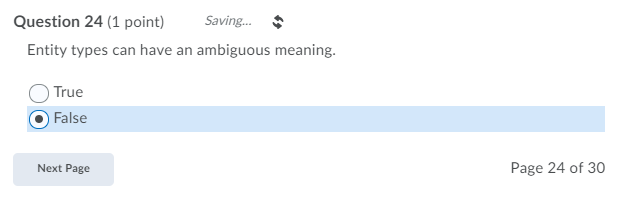 Question 24 (1 point) Saving...
Entity types can have an ambiguous meaning.
True
False
Next Page Page 24 of 30